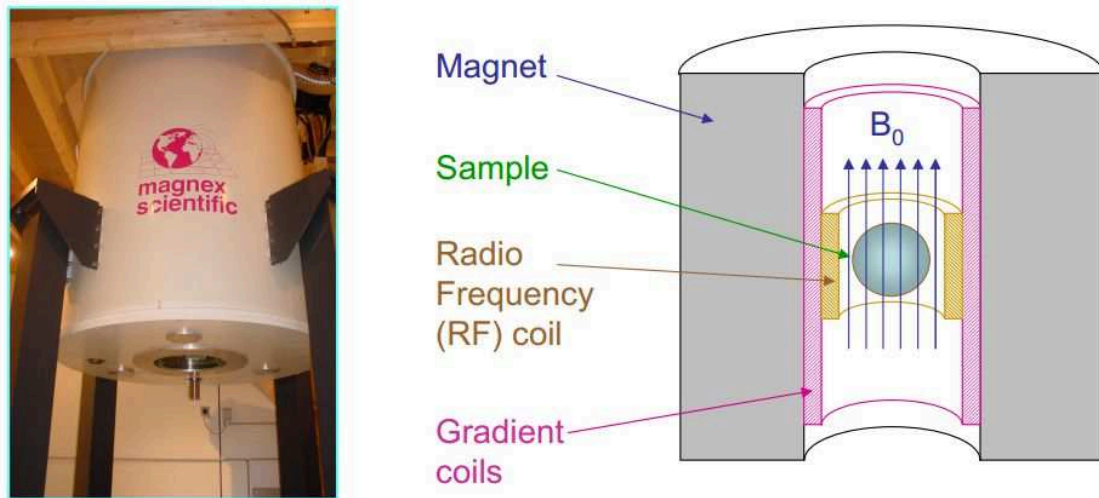 magnex
scientific
Magnet
B₀
Sample
Radio
Frequency
(RF) coil
Gradient
coils